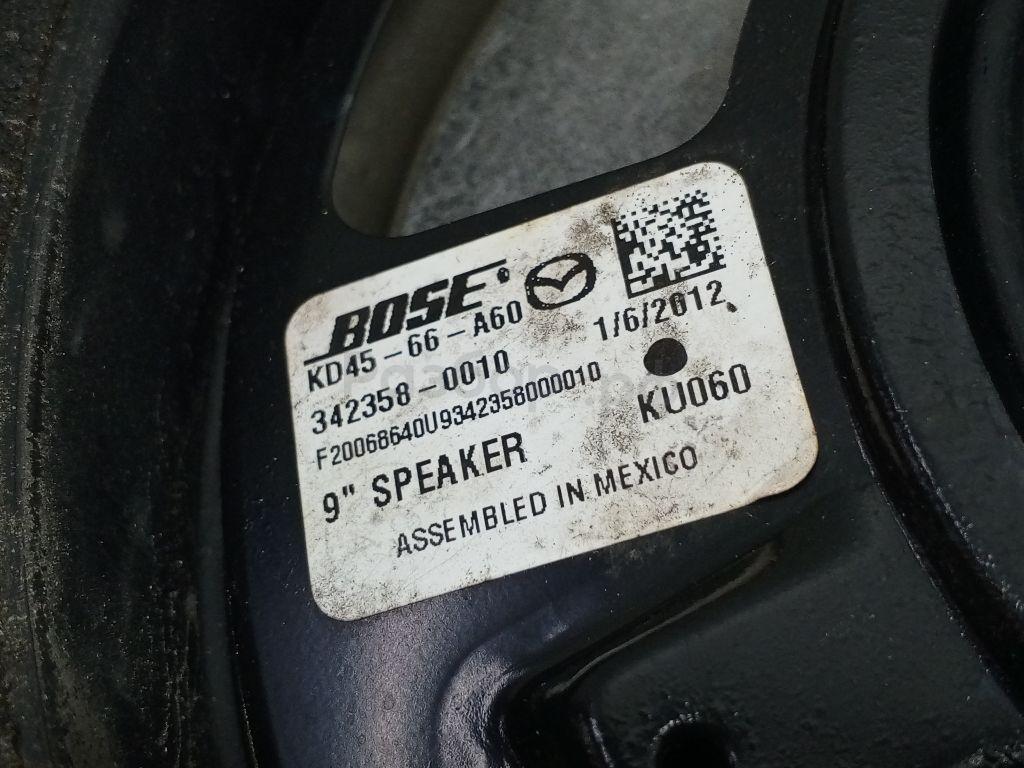 BOSE
KD45-66-A60
1/6/2012
342358-0010
F20068640U9342358000010
KU060
9" SPEAKER
ASSEMBLED IN MEXICO